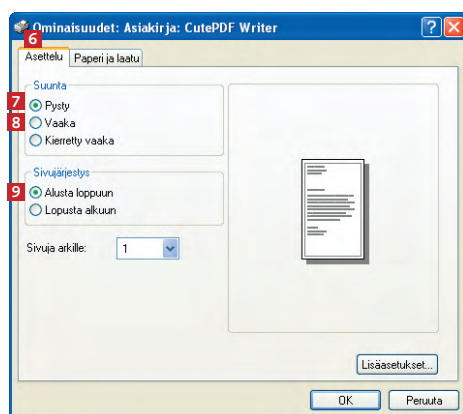 Ominaisuudet: Asiakirja: CutePDF Writer
6
Asettelu Paperi ja laatu
Suunta
7 Pysty
8 Vaaka
Kierretty vaaka
Sivujärjestys
9 Alusta loppuun
Lopusta alkuun
Sivuja arkille: 1
Lisäasetukset...
OK Peruuta